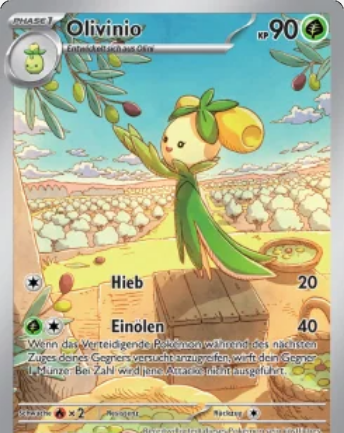 PHASE 1 Olivinio KP 90
Entwickelt sich aus Olini
Hieb 20
Einölen 40
Wenn das Verteidigende Pokémon während des nächsten
Zuges deines Gegners versucht anzugreifen, wirft dein Gegner
1 Münze. Bei Zahl wird jene Attacke nicht ausgeführt.
Schwäche ×2 Resistenz Rückzug